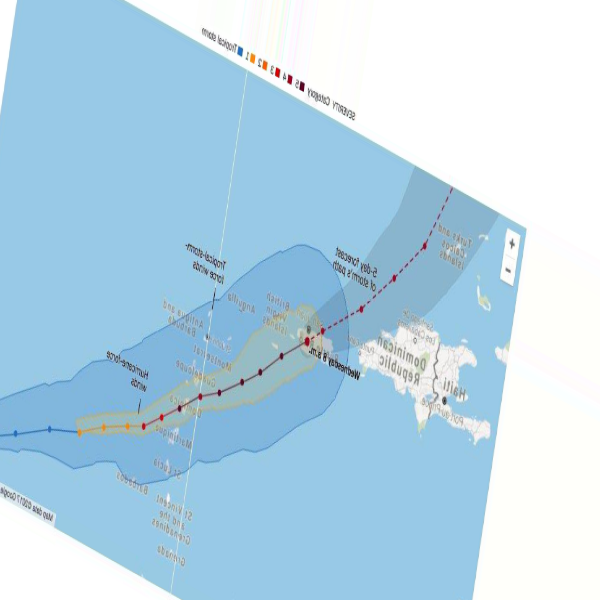 SEVERITY Category
5
4
3
2
1
Tropical storm
+
−
Turks and
Caicos
Islands
5-day forecast
of storm's path
Tropical-storm-
force winds
Anguilla
British
Virgin
Islands
Antigua and
Barbuda
Montserrat
Dominican
Republic
Haiti
Wednesday 8 a.m.
Hurricane-force
winds
Dominica
Martinique
St Lucia
Barbados
St Vincent
and the
Grenadines
Grenada
Map data ©2017 Google